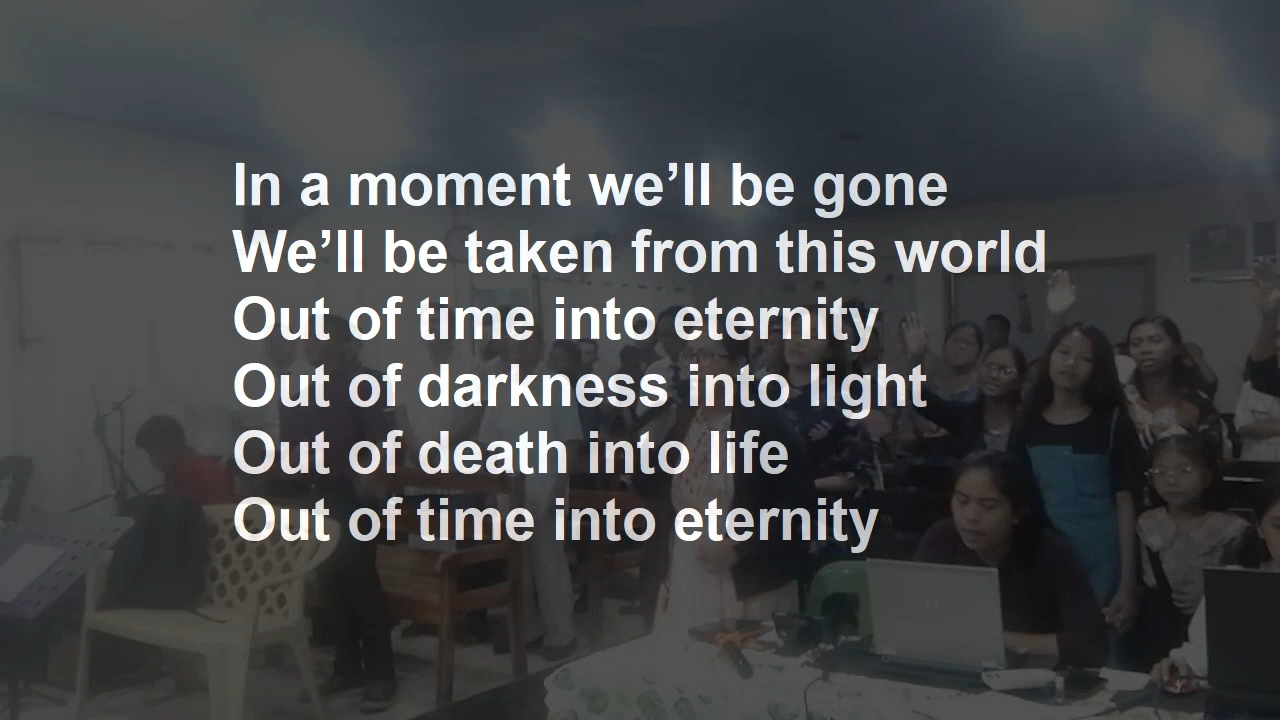 In a moment we’ll be gone
We’ll be taken from this world
Out of time into eternity
Out of darkness into light
Out of death into life
Out of time into eternity